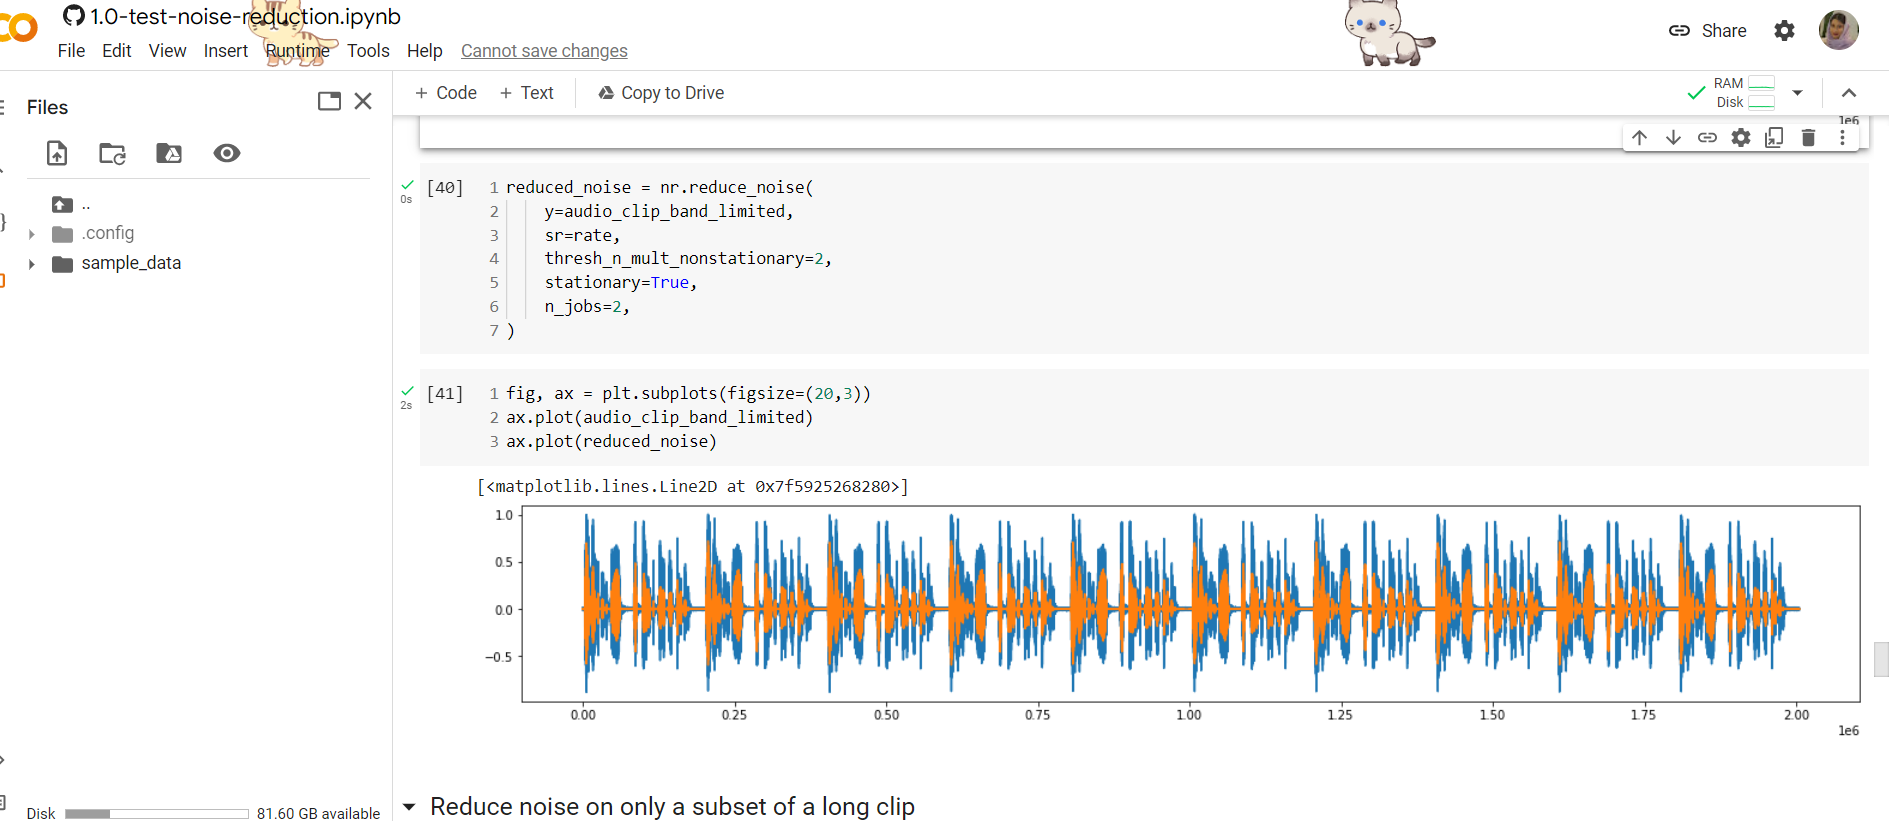 1.0-test-noise-reduction.ipynb
File Edit View Insert Runtime Tools Help Cannot save changes
Share
Files
+ Code + Text Copy to Drive
RAM
Disk
1e6
..
.config
sample_data
[40]
0s
1 reduced_noise = nr.reduce_noise(
2 y=audio_clip_band_limited,
3 sr=rate,
4 thresh_n_mult_nonstationary=2,
5 stationary=True,
6 n_jobs=2,
7 )
[41]
2s
1 fig, ax = plt.subplots(figsize=(20,3))
2 ax.plot(audio_clip_band_limited)
3 ax.plot(reduced_noise)
[<matplotlib.lines.Line2D at 0x7f5925268280>]
1.0
0.5
0.0
−0.5
0.00 0.25 0.50 0.75 1.00 1.25 1.50 1.75 2.00
1e6
Reduce noise on only a subset of a long clip
Disk 81.60 GB available